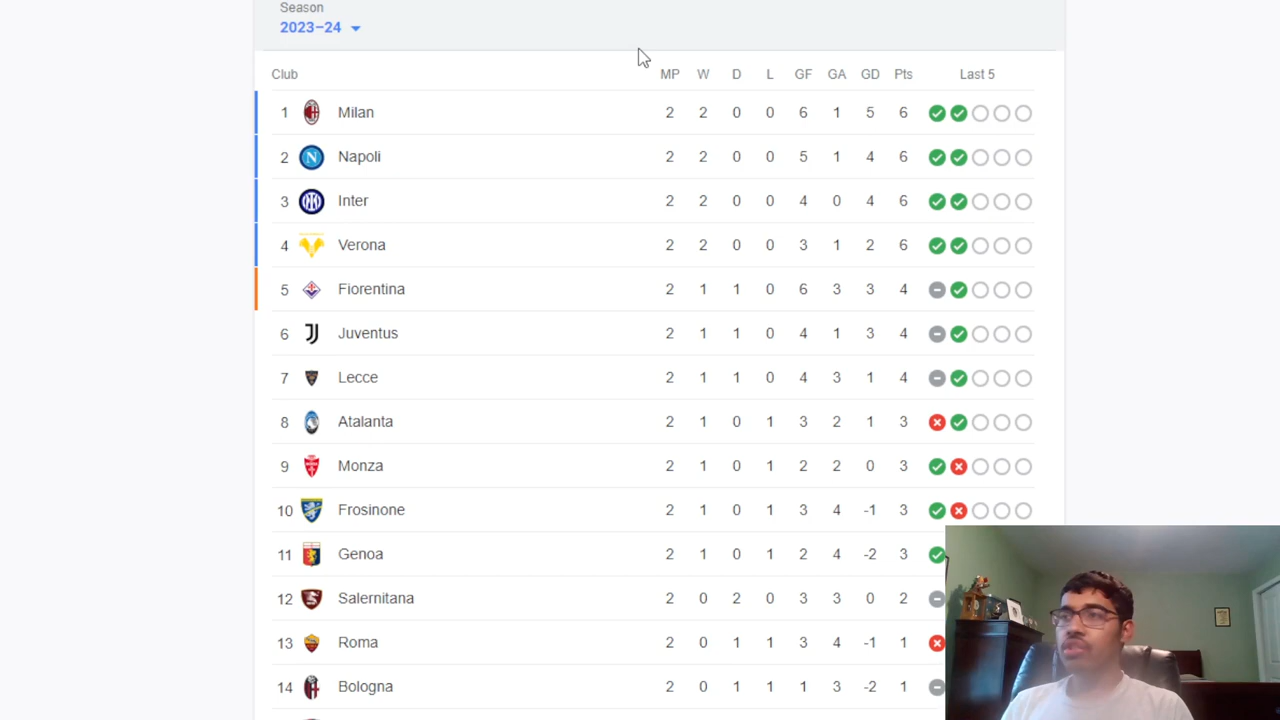 Season
2023–24
Club MP W D L GF GA GD Pts Last 5
1 Milan 2 2 0 0 6 1 5 6
2 Napoli 2 2 0 0 5 1 4 6
3 Inter 2 2 0 0 4 0 4 6
4 Verona 2 2 0 0 3 1 2 6
5 Fiorentina 2 1 1 0 6 3 3 4
6 Juventus 2 1 1 0 4 1 3 4
7 Lecce 2 1 1 0 4 3 1 4
8 Atalanta 2 1 0 1 3 2 1 3
9 Monza 2 1 0 1 2 2 0 3
10 Frosinone 2 1 0 1 3 4 -1 3
11 Genoa 2 1 0 1 2 4 -2 3
12 Salernitana 2 0 2 0 3 3 0 2
13 Roma 2 0 1 1 3 4 -1 1
14 Bologna 2 0 1 1 1 3 -2 1